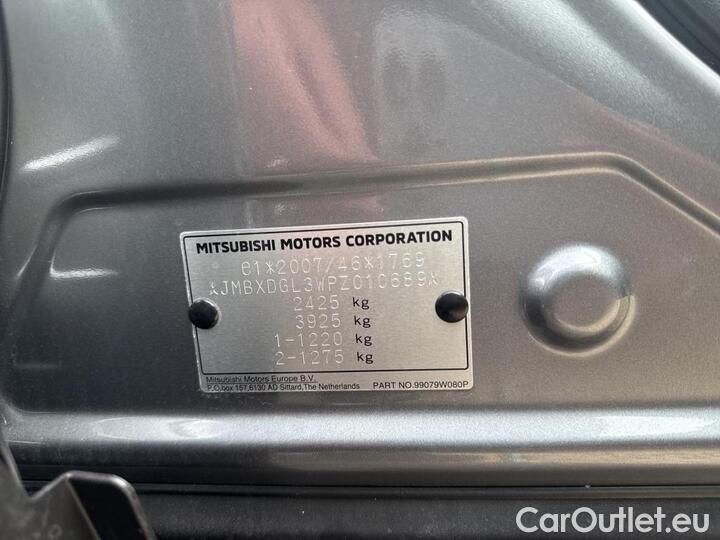 MITSUBISHI MOTORS CORPORATION
e1*2007/46*1769
*JMBXDGL3WPZ010689*
2425 kg
3925 kg
1-1220 kg
2-1275 kg
Mitsubishi Motors Europe B.V.
P.O.box 157,6130 AD Sittard,The Netherlands PART NO.99079W080P
CarOutlet.eu